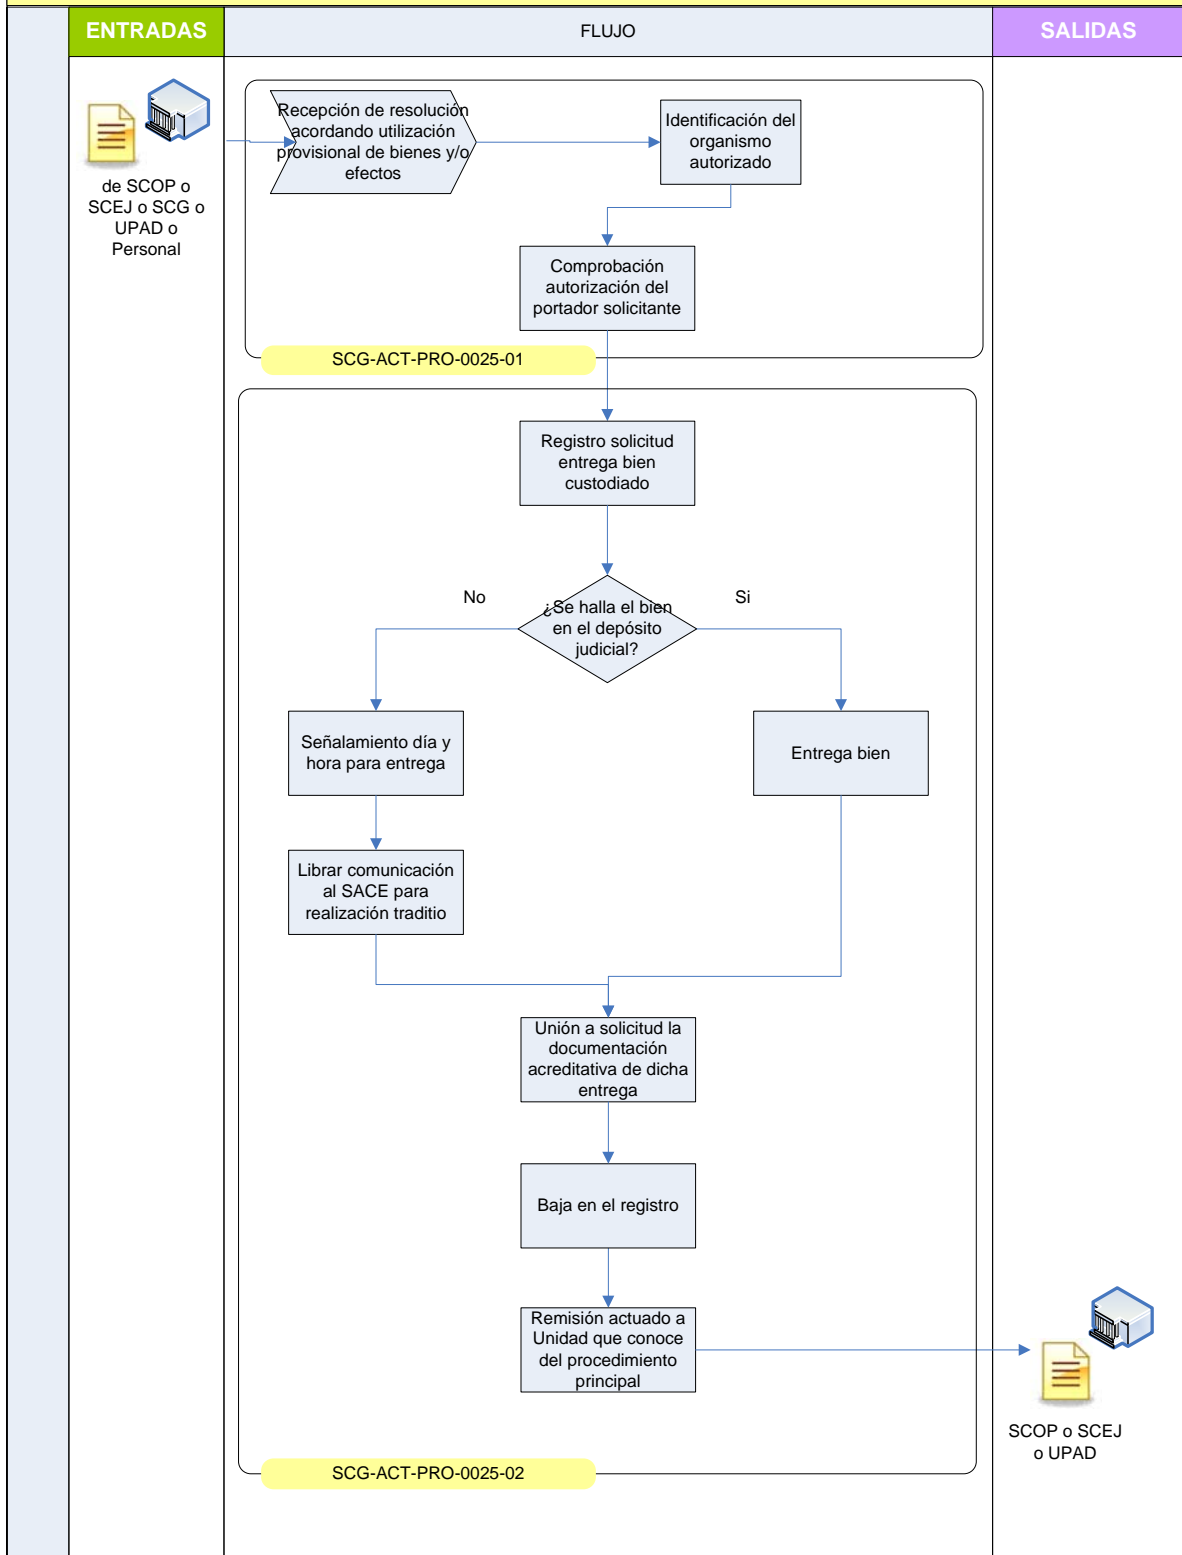 ENTRADAS
FLUJO
SALIDAS
de SCOP o
SCEJ o SCG o
UPAD o
Personal
Recepción de resolución
acordando utilización
provisional de bienes y/o
efectos
Identificación del
organismo
autorizado
Comprobación
autorización del
portador solicitante
SCG-ACT-PRO-0025-01
Registro solicitud
entrega bien
custodiado
No
¿Se halla el bien
en el depósito
judicial?
Si
Señalamiento día y
hora para entrega
Entrega bien
Librar comunicación
al SACE para
realización traditio
Unión a solicitud la
documentación
acreditativa de dicha
entrega
Baja en el registro
Remisión actuado a
Unidad que conoce
del procedimiento
principal
SCOP o SCEJ
o UPAD
SCG-ACT-PRO-0025-02